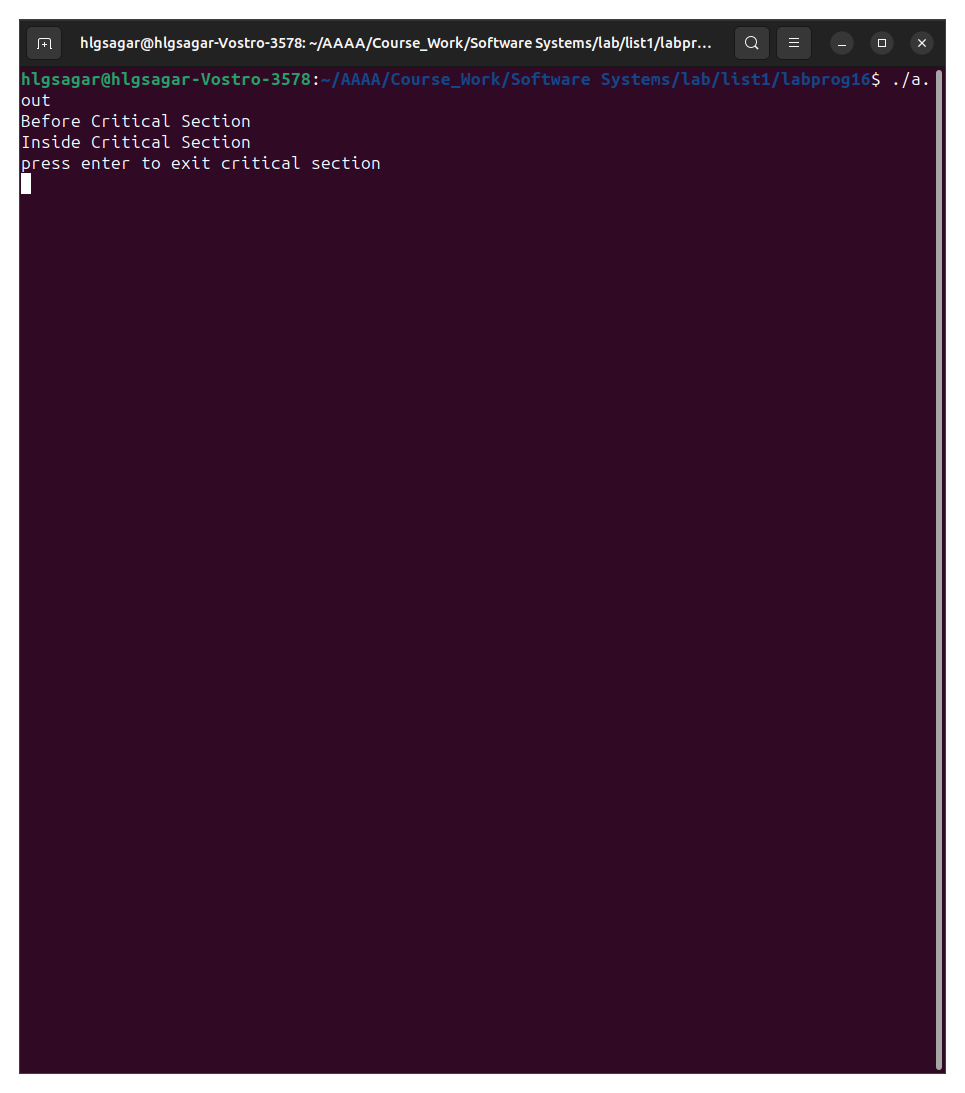 hlgsagar@hlgsagar-Vostro-3578: ~/AAAA/Course_Work/Software Systems/lab/list1/labpr...
hlgsagar@hlgsagar-Vostro-3578:~/AAAA/Course_Work/Software Systems/lab/list1/labprog16$ ./a.
out
Before Critical Section
Inside Critical Section
press enter to exit critical section